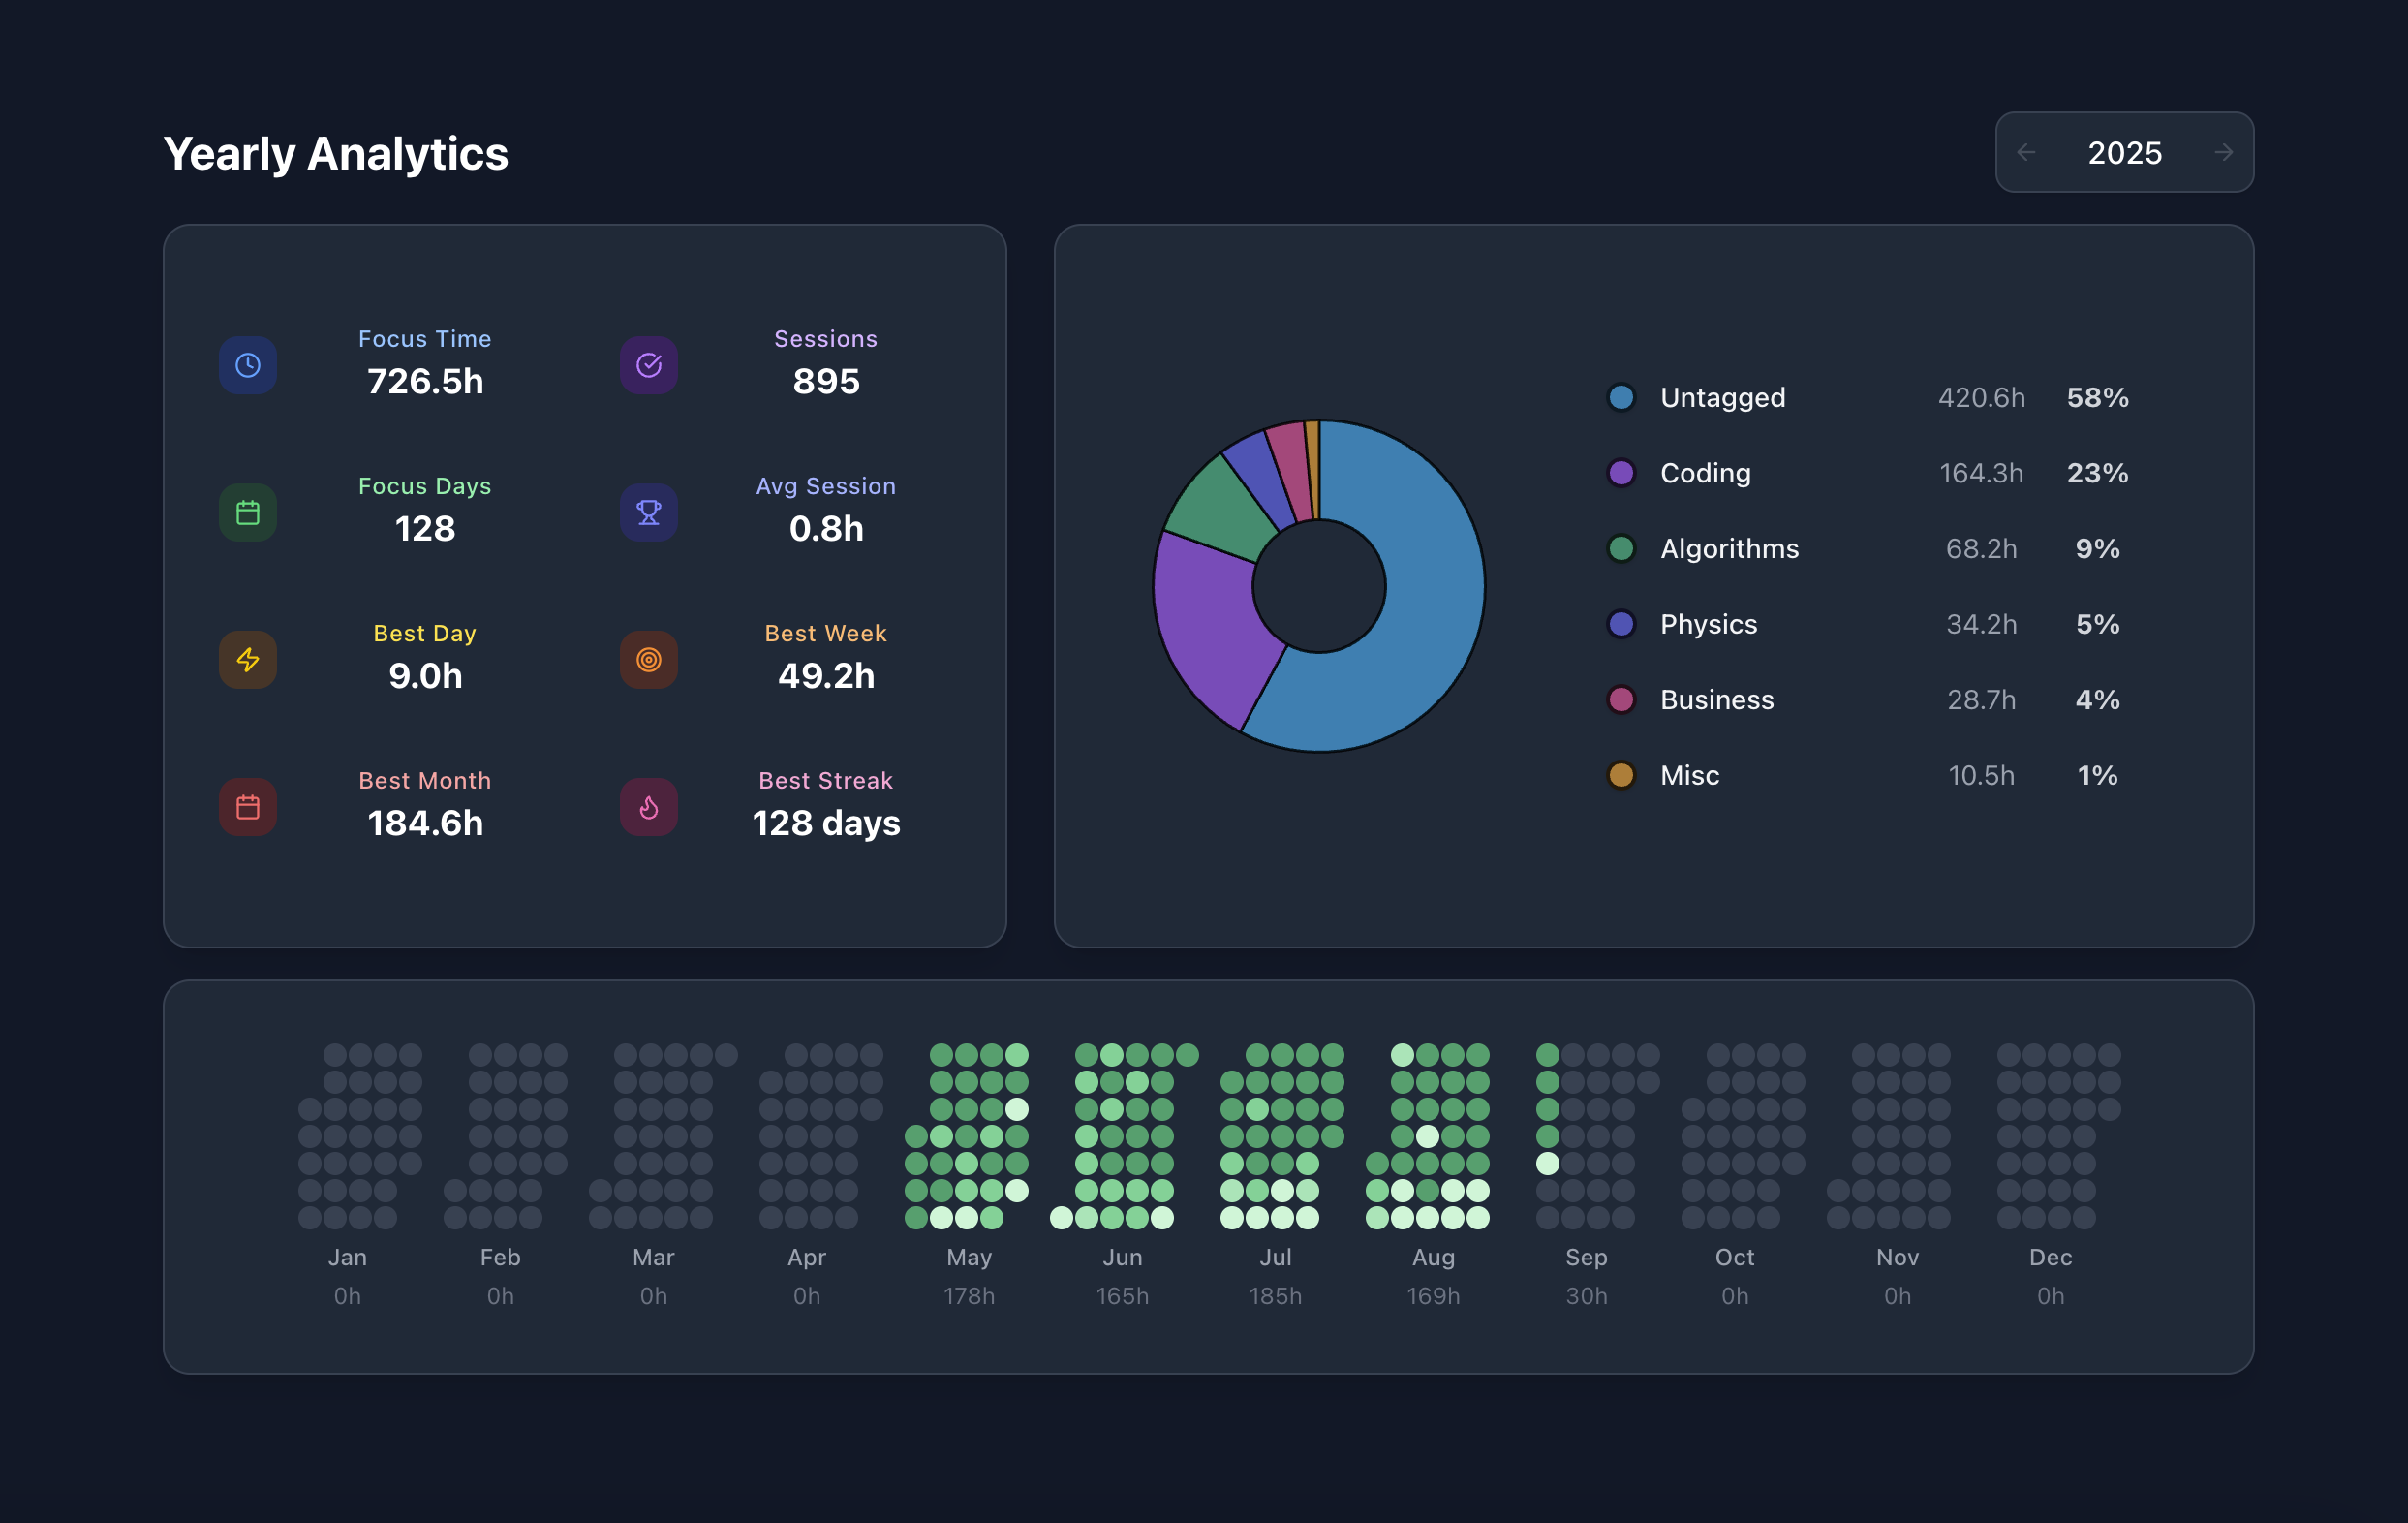 Yearly Analytics
2025
Focus Time
726.5h
Sessions
895
Focus Days
128
Avg Session
0.8h
Best Day
9.0h
Best Week
49.2h
Best Month
184.6h
Best Streak
128 days
Untagged 420.6h 58%
Coding 164.3h 23%
Algorithms 68.2h 9%
Physics 34.2h 5%
Business 28.7h 4%
Misc 10.5h 1%
Jan Feb Mar Apr May Jun Jul Aug Sep Oct Nov Dec
0h 0h 0h 0h 178h 165h 185h 169h 30h 0h 0h 0h